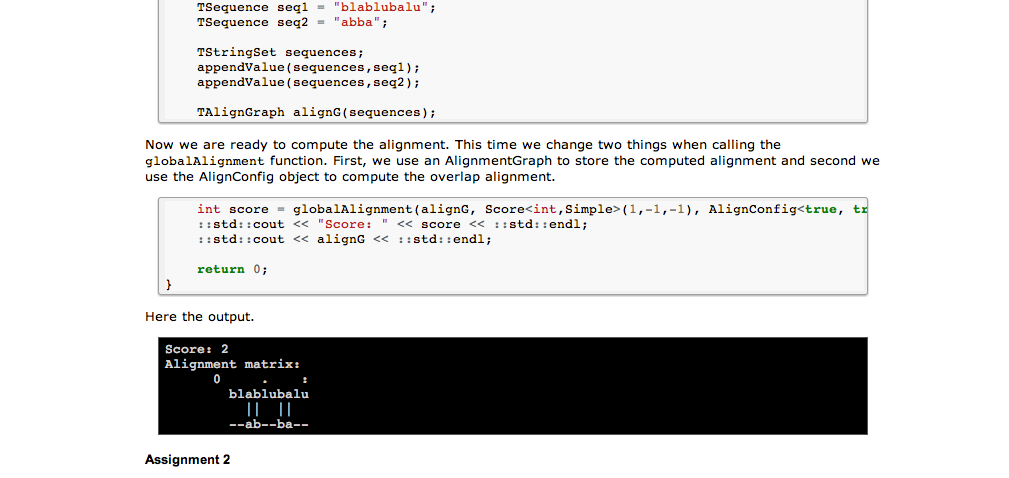 TSequence seq1 = "blablubalu";
TSequence seq2 = "abba";
TStringSet sequences;
appendValue(sequences,seq1);
appendValue(sequences,seq2);
TAlignGraph alignG(sequences);
Now we are ready to compute the alignment. This time we change two things when calling the
globalAlignment function. First, we use an AlignmentGraph to store the computed alignment and second we
use the AlignConfig object to compute the overlap alignment.
int score = globalAlignment(alignG, Score<int,Simple>(1,-1,-1), AlignConfig<true, tr
::std::cout << "Score: " << score << ::std::endl;
::std::cout << alignG << ::std::endl;
return 0;
}
Here the output.
Score: 2
Alignment matrix:
0     .    :
blablubalu
||  ||
--ab--ba--
Assignment 2